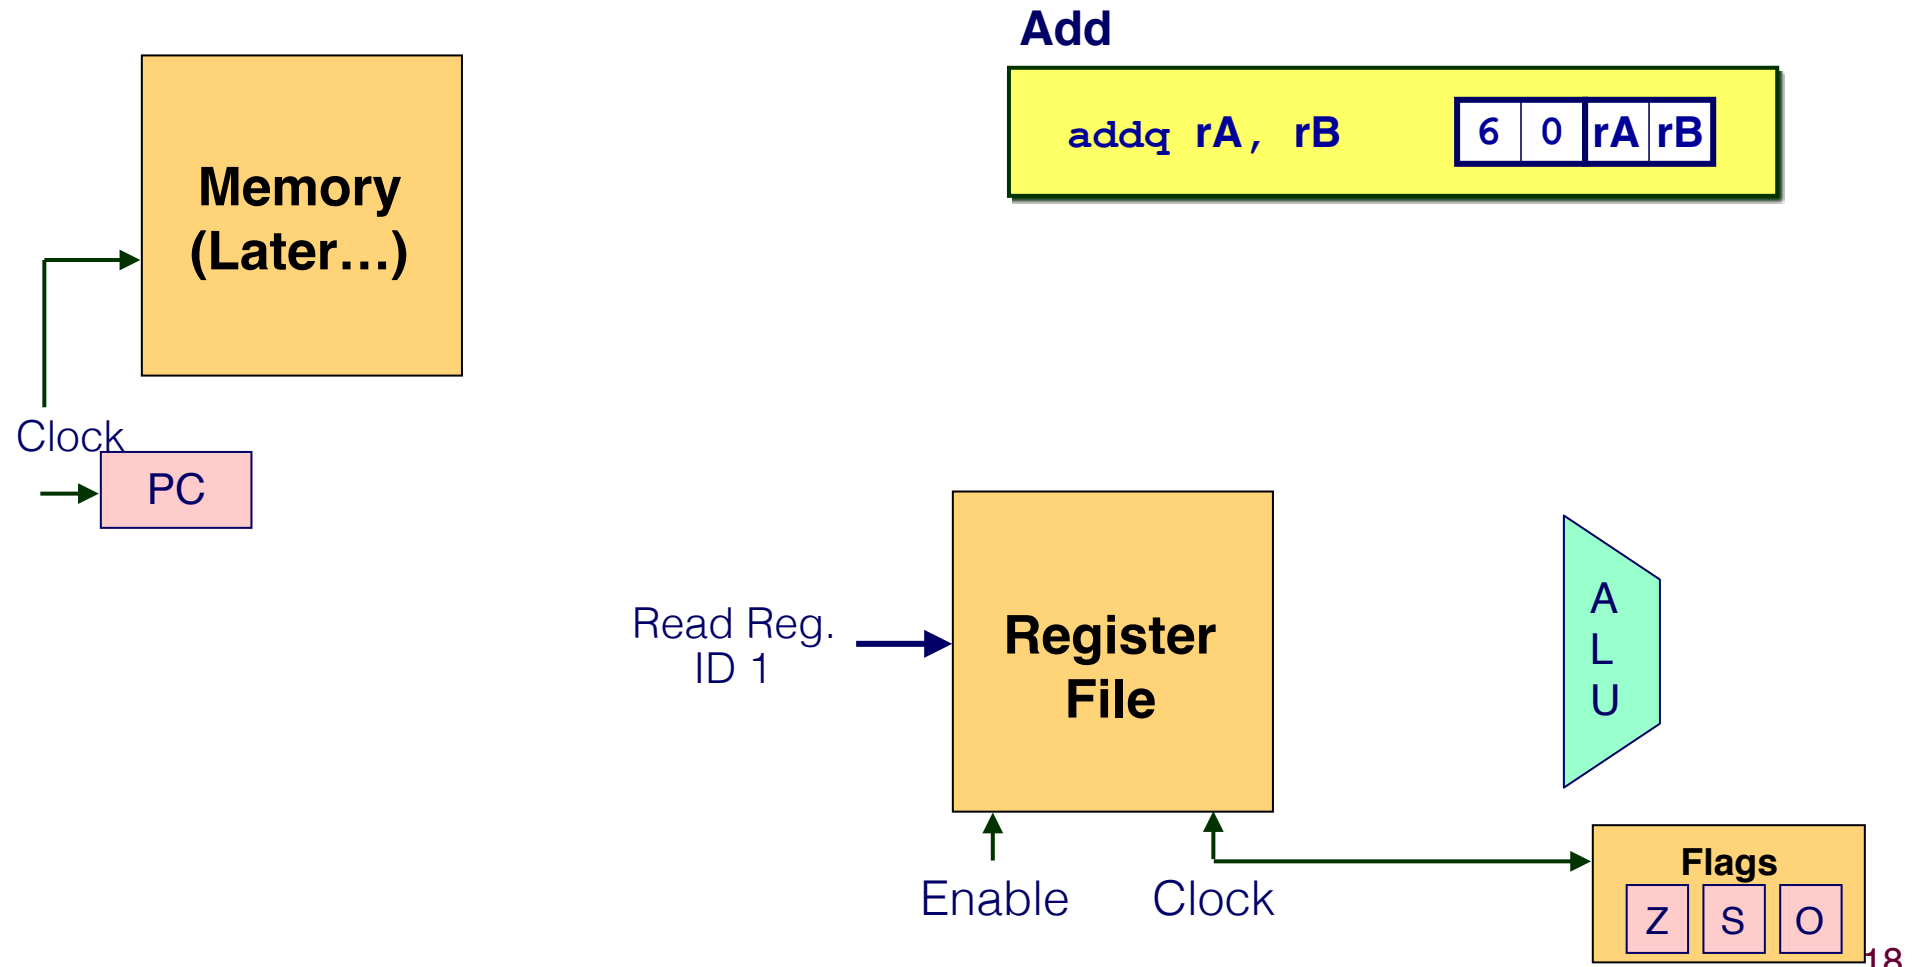 Add
addq rA, rB
6 0 rA rB
Memory
(Later...)
Clock
PC
Read Reg.
ID 1
Register
File
A
L
U
Enable
Clock
Flags
Z S O
18